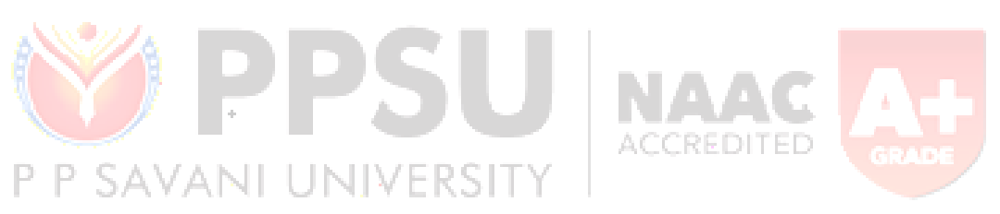 PPSU
P P SAVANI UNIVERSITY
NAAC
ACCREDITED
A+
GRADE